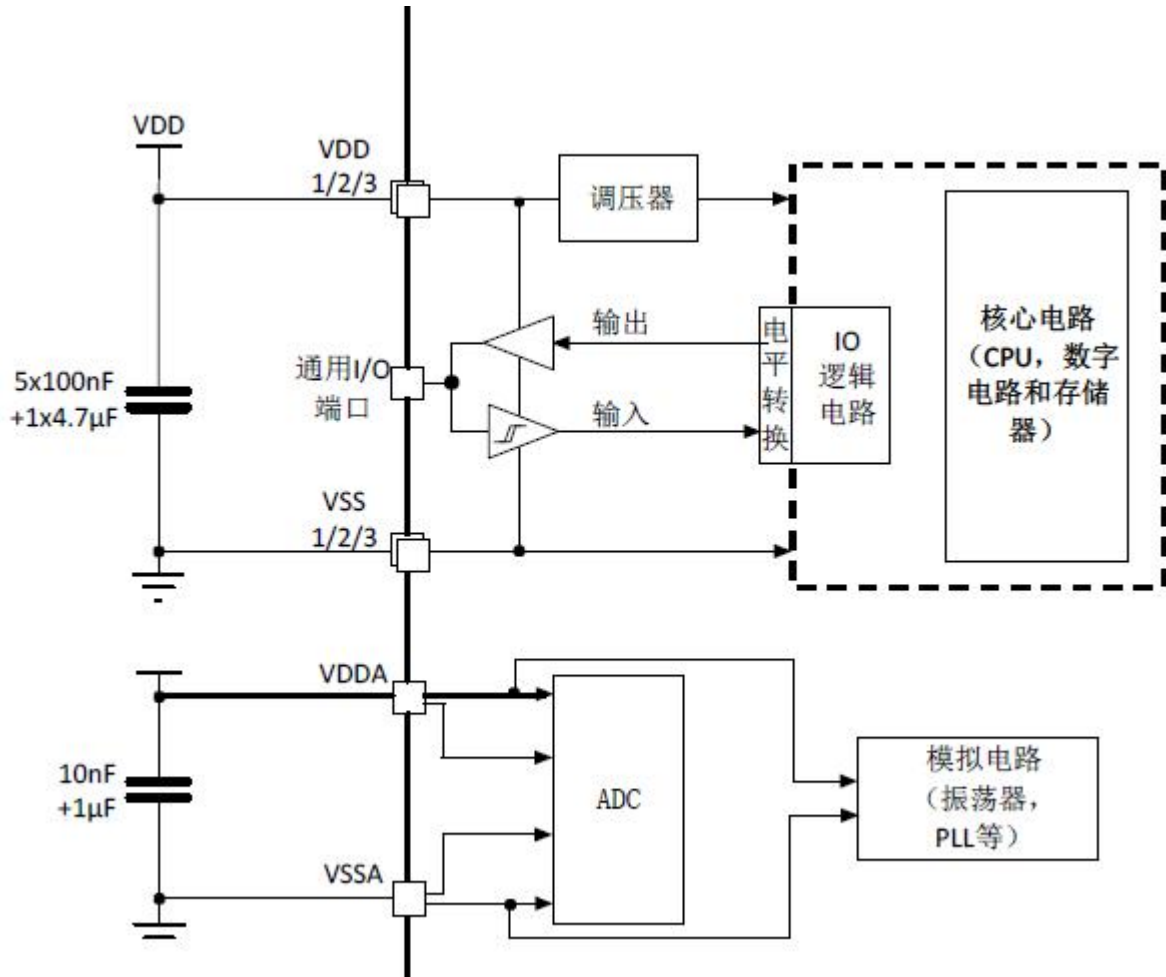 VDD
VDD
1/2/3
调压器
输出
通用I/O
端口
输入
电平转换
IO
逻辑
电路
核心电路
（CPU，数字
电路和存储
器）
5x100nF
+1x4.7µF
VSS
1/2/3
VDDA
10nF
+1µF
ADC
模拟电路
（振荡器，
PLL等）
VSSA